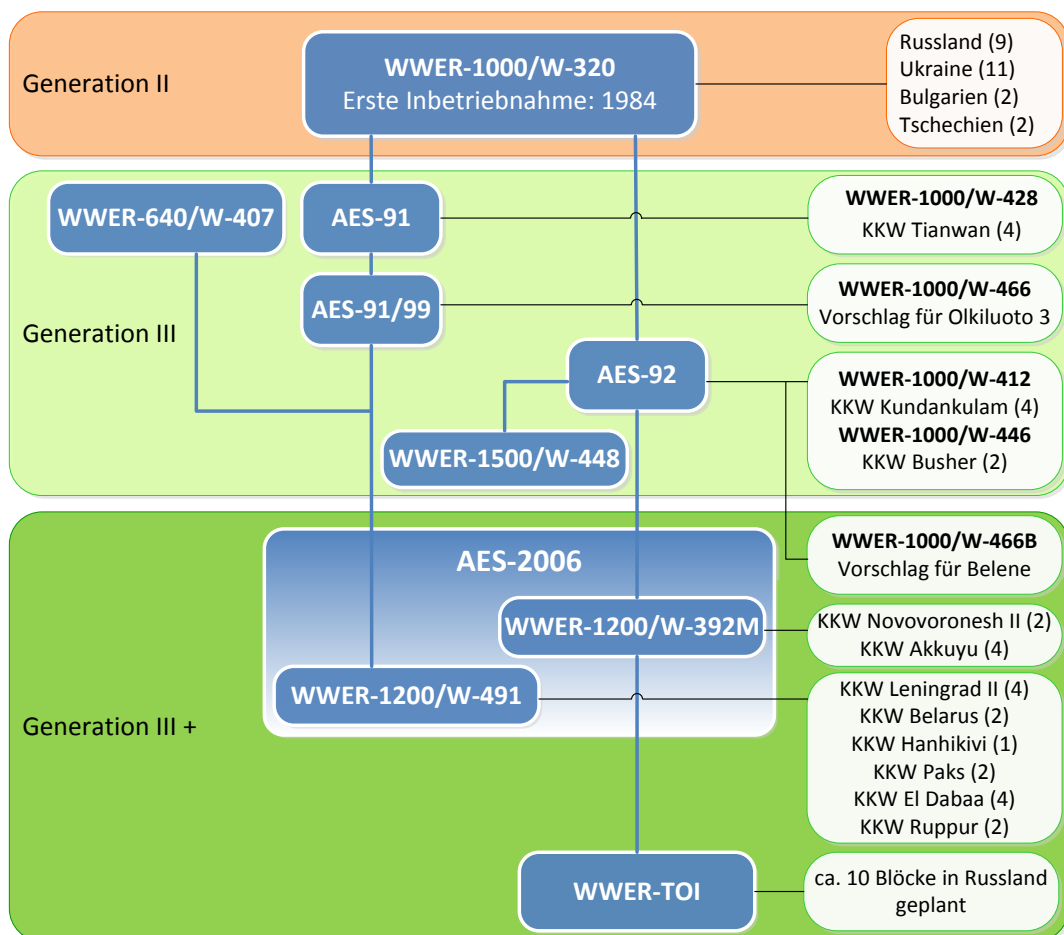 Generation II
WWER-1000/W-320
Erste Inbetriebnahme: 1984
Russland (9)
Ukraine (11)
Bulgarien (2)
Tschechien (2)
Generation III
WWER-640/W-407
AES-91
WWER-1000/W-428
KKW Tianwan (4)
AES-91/99
WWER-1000/W-466
Vorschlag für Olkiluoto 3
AES-92
WWER-1000/W-412
KKW Kundankulam (4)
WWER-1000/W-446
KKW Busher (2)
WWER-1500/W-448
Generation III +
AES-2006
WWER-1000/W-466B
Vorschlag für Belene
WWER-1200/W-392M
KKW Novovoronesh II (2)
KKW Akkuyu (4)
WWER-1200/W-491
KKW Leningrad II (4)
KKW Belarus (2)
KKW Hanhikivi (1)
KKW Paks (2)
KKW El Dabaa (4)
KKW Ruppur (2)
WWER-TOI
ca. 10 Blöcke in Russland
geplant